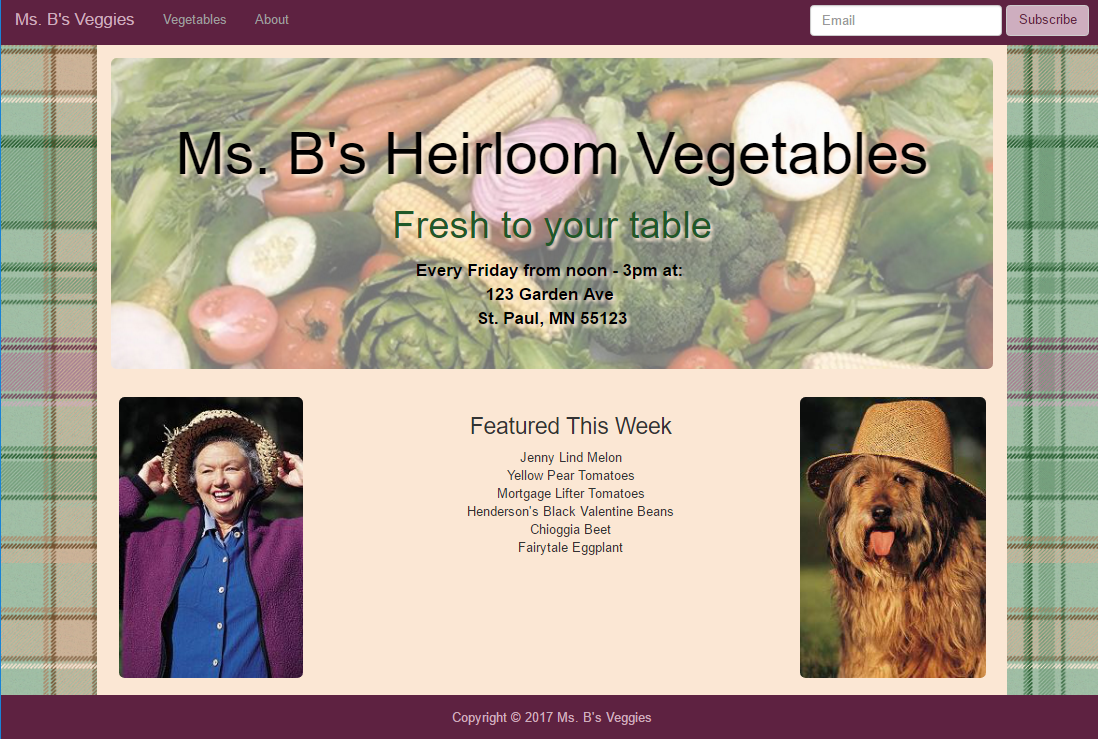 Ms. B's Veggies Vegetables About Email Subscribe
Ms. B's Heirloom Vegetables
Fresh to your table
Every Friday from noon - 3pm at:
123 Garden Ave
St. Paul, MN 55123
Featured This Week
Jenny Lind Melon
Yellow Pear Tomatoes
Mortgage Lifter Tomatoes
Henderson's Black Valentine Beans
Chioggia Beet
Fairytale Eggplant
Copyright © 2017 Ms. B's Veggies